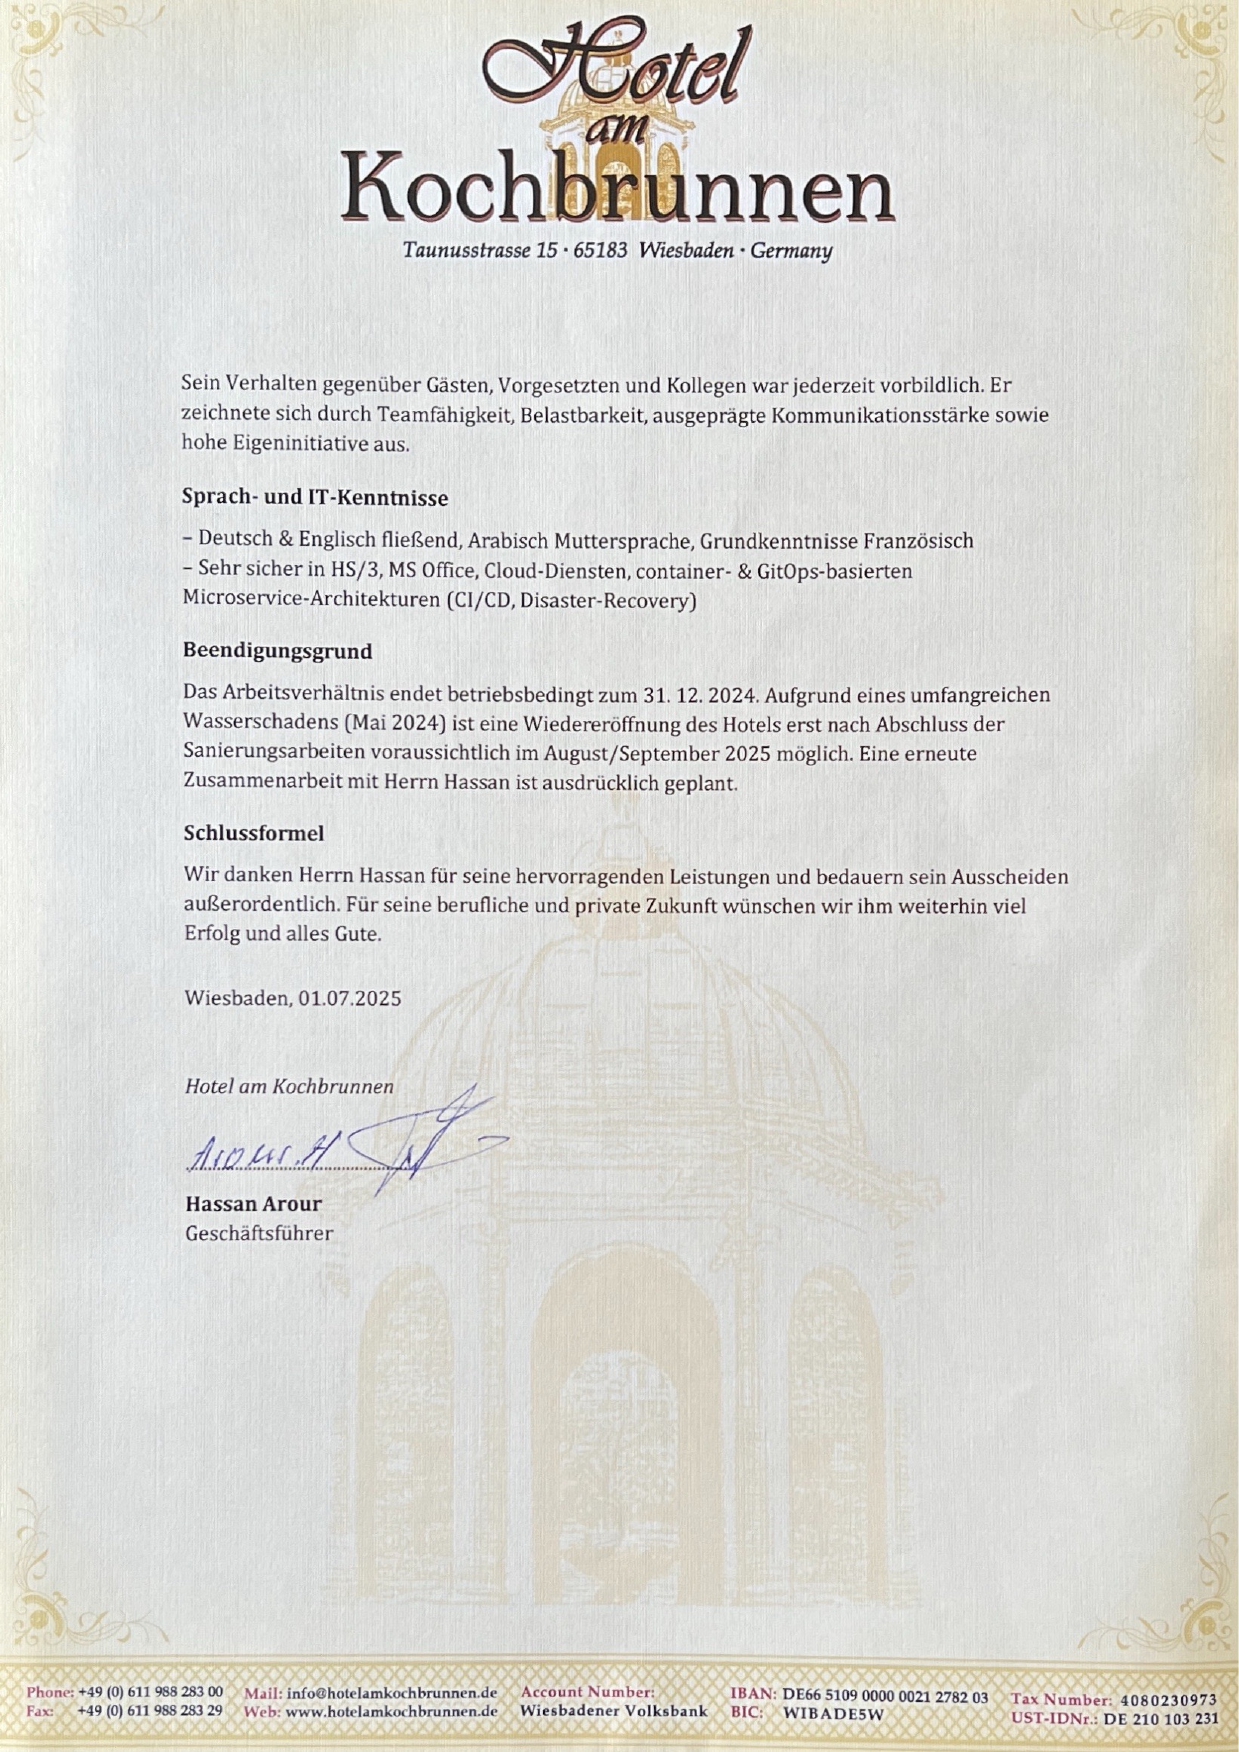 Hotel
am
Kochbrunnen
Taunusstrasse 15 · 65183 Wiesbaden · Germany
Sein Verhalten gegenüber Gästen, Vorgesetzten und Kollegen war jederzeit vorbildlich. Er
zeichnete sich durch Teamfähigkeit, Belastbarkeit, ausgeprägte Kommunikationsstärke sowie
hohe Eigeninitiative aus.
Sprach- und IT-Kenntnisse
– Deutsch & Englisch fließend, Arabisch Muttersprache, Grundkenntnisse Französisch
– Sehr sicher in HS/3, MS Office, Cloud-Diensten, container- & GitOps-basierten
Microservice-Architekturen (CI/CD, Disaster-Recovery)
Beendigungsgrund
Das Arbeitsverhältnis endet betriebsbedingt zum 31. 12. 2024. Aufgrund eines umfangreichen
Wasserschadens (Mai 2024) ist eine Wiedereröffnung des Hotels erst nach Abschluss der
Sanierungsarbeiten voraussichtlich im August/September 2025 möglich. Eine erneute
Zusammenarbeit mit Herrn Hassan ist ausdrücklich geplant.
Schlussformel
Wir danken Herrn Hassan für seine hervorragenden Leistungen und bedauern sein Ausscheiden
außerordentlich. Für seine berufliche und private Zukunft wünschen wir ihm weiterhin viel
Erfolg und alles Gute.
Wiesbaden, 01.07.2025
Hotel am Kochbrunnen
Arour. H
Hassan Arour
Geschäftsführer
Phone: +49 (0) 611 988 283 00 Mail: info@hotelamkochbrunnen.de Account Number: IBAN: DE66 5109 0000 0021 2782 03 Tax Number: 4080230973
Fax: +49 (0) 611 988 283 29 Web: www.hotelamkochbrunnen.de Wiesbadener Volksbank BIC: WIBADE5W UST-IDNr.: DE 210 103 231